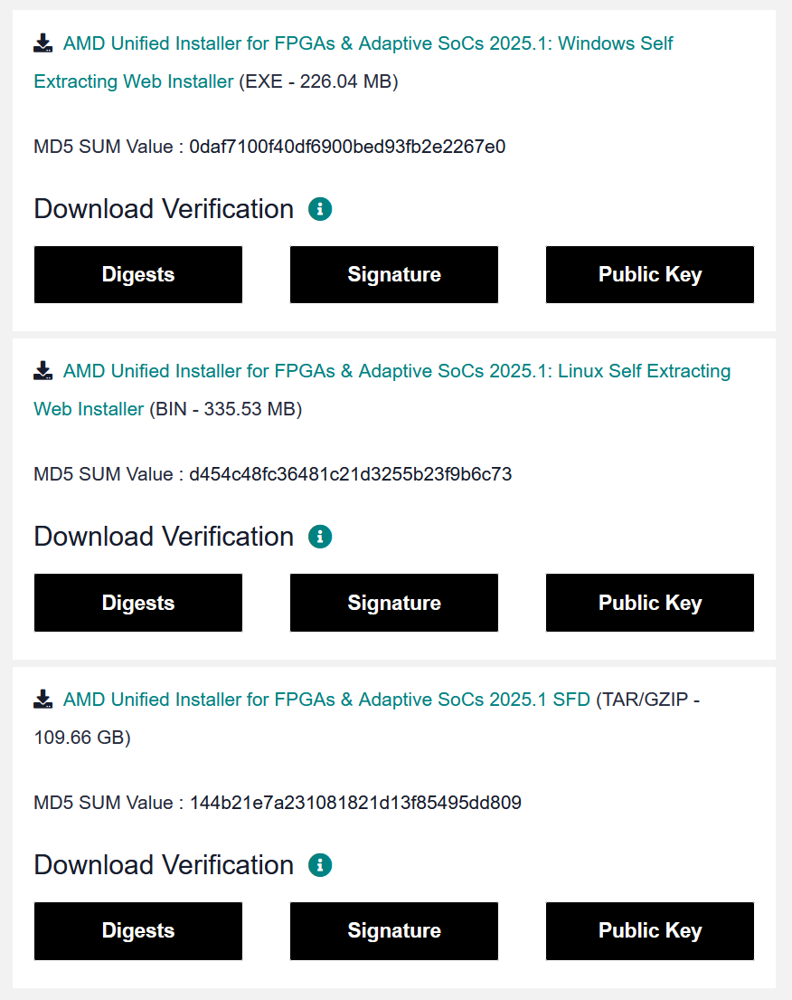 AMD Unified Installer for FPGAs & Adaptive SoCs 2025.1: Windows Self
Extracting Web Installer (EXE - 226.04 MB)
MD5 SUM Value : 0daf7100f40df6900bed93fb2e2267e0
Download Verification
Digests Signature Public Key
AMD Unified Installer for FPGAs & Adaptive SoCs 2025.1: Linux Self Extracting
Web Installer (BIN - 335.53 MB)
MD5 SUM Value : d454c48fc36481c21d3255b23f9b6c73
Download Verification
Digests Signature Public Key
AMD Unified Installer for FPGAs & Adaptive SoCs 2025.1 SFD (TAR/GZIP -
109.66 GB)
MD5 SUM Value : 144b21e7a231081821d13f85495dd809
Download Verification
Digests Signature Public Key